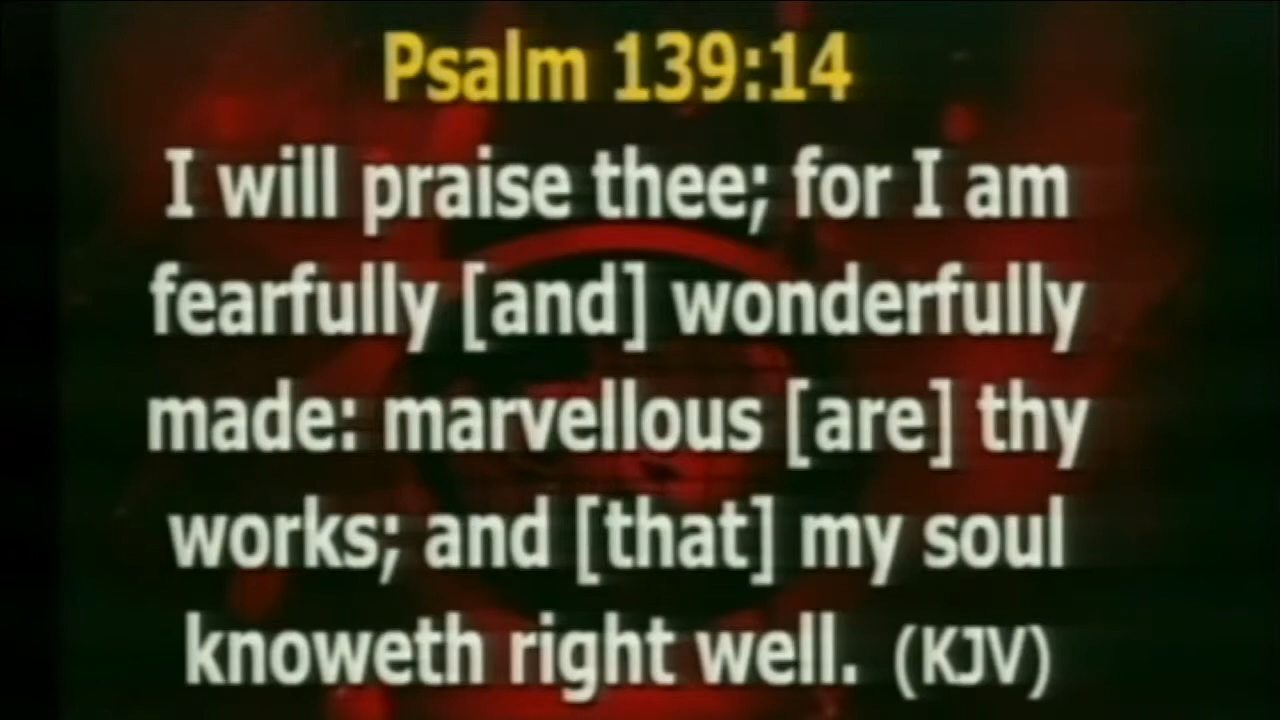 Psalm 139:14
I will praise thee; for I am
fearfully [and] wonderfully
made: marvellous [are] thy
works; and [that] my soul
knoweth right well. (KJV)